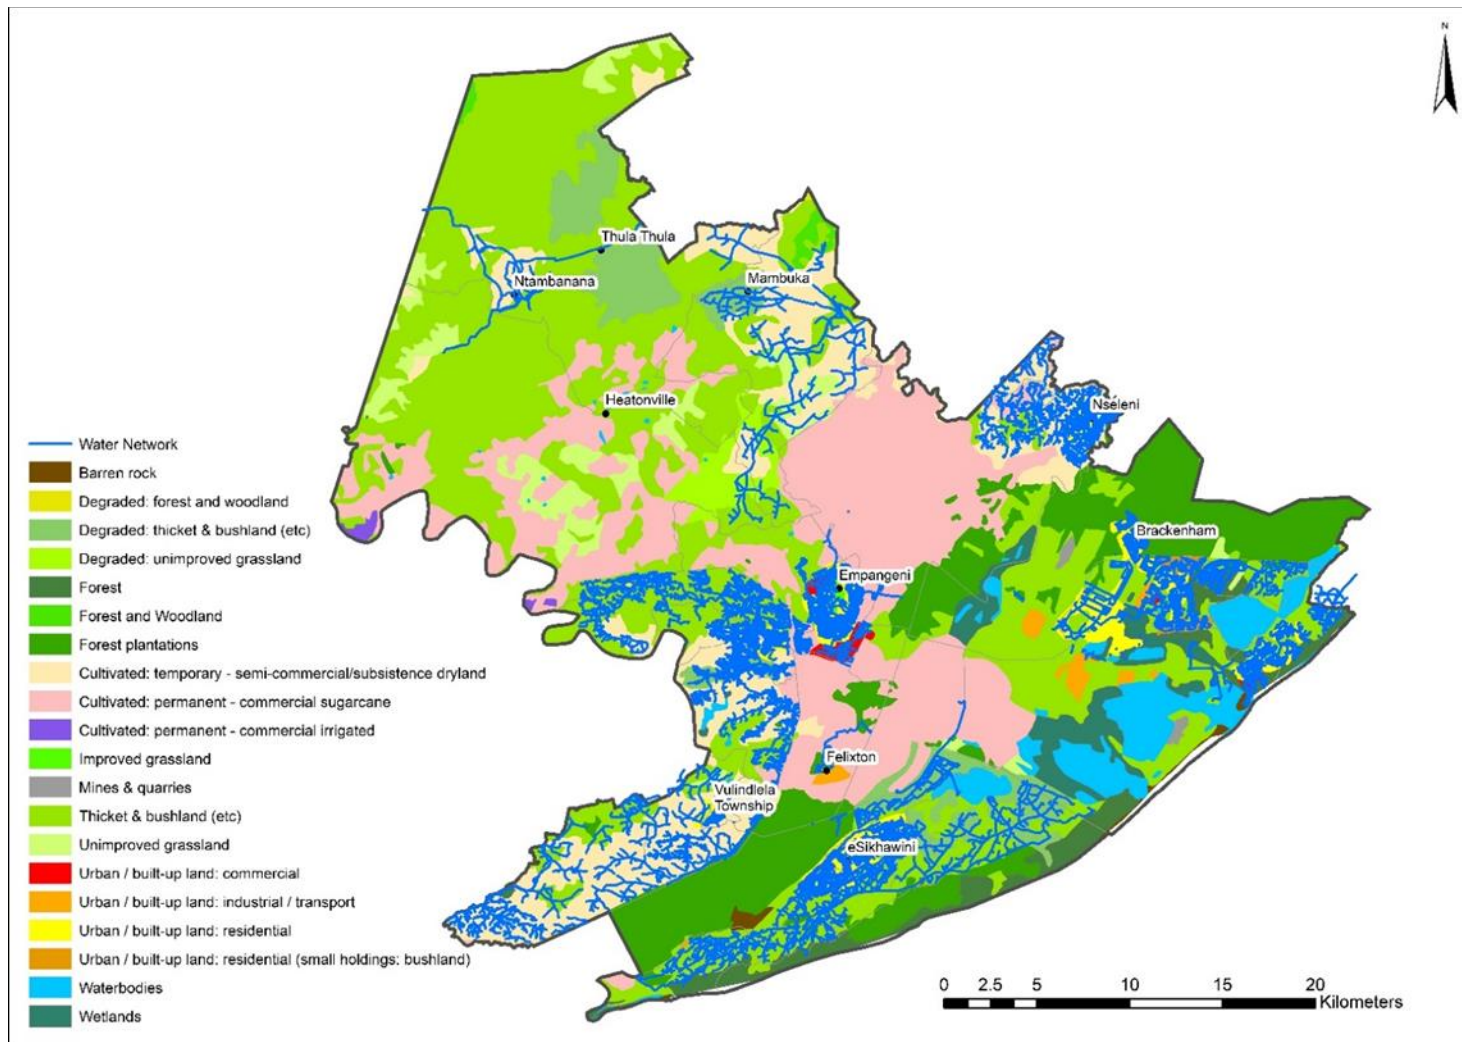 N
Thula Thula
Ntambanana
Mambuka
Heatonville
Nseleni
Brackenham
Empangeni
Felixton
Vulindlela
Township
eSikhawini
Water Network
Barren rock
Degraded: forest and woodland
Degraded: thicket & bushland (etc)
Degraded: unimproved grassland
Forest
Forest and Woodland
Forest plantations
Cultivated: temporary - semi-commercial/subsistence dryland
Cultivated: permanent - commercial sugarcane
Cultivated: permanent - commercial irrigated
Improved grassland
Mines & quarries
Thicket & bushland (etc)
Unimproved grassland
Urban / built-up land: commercial
Urban / built-up land: industrial / transport
Urban / built-up land: residential
Urban / built-up land: residential (small holdings: bushland)
Waterbodies
Wetlands
0 2.5 5 10 15 20
Kilometers